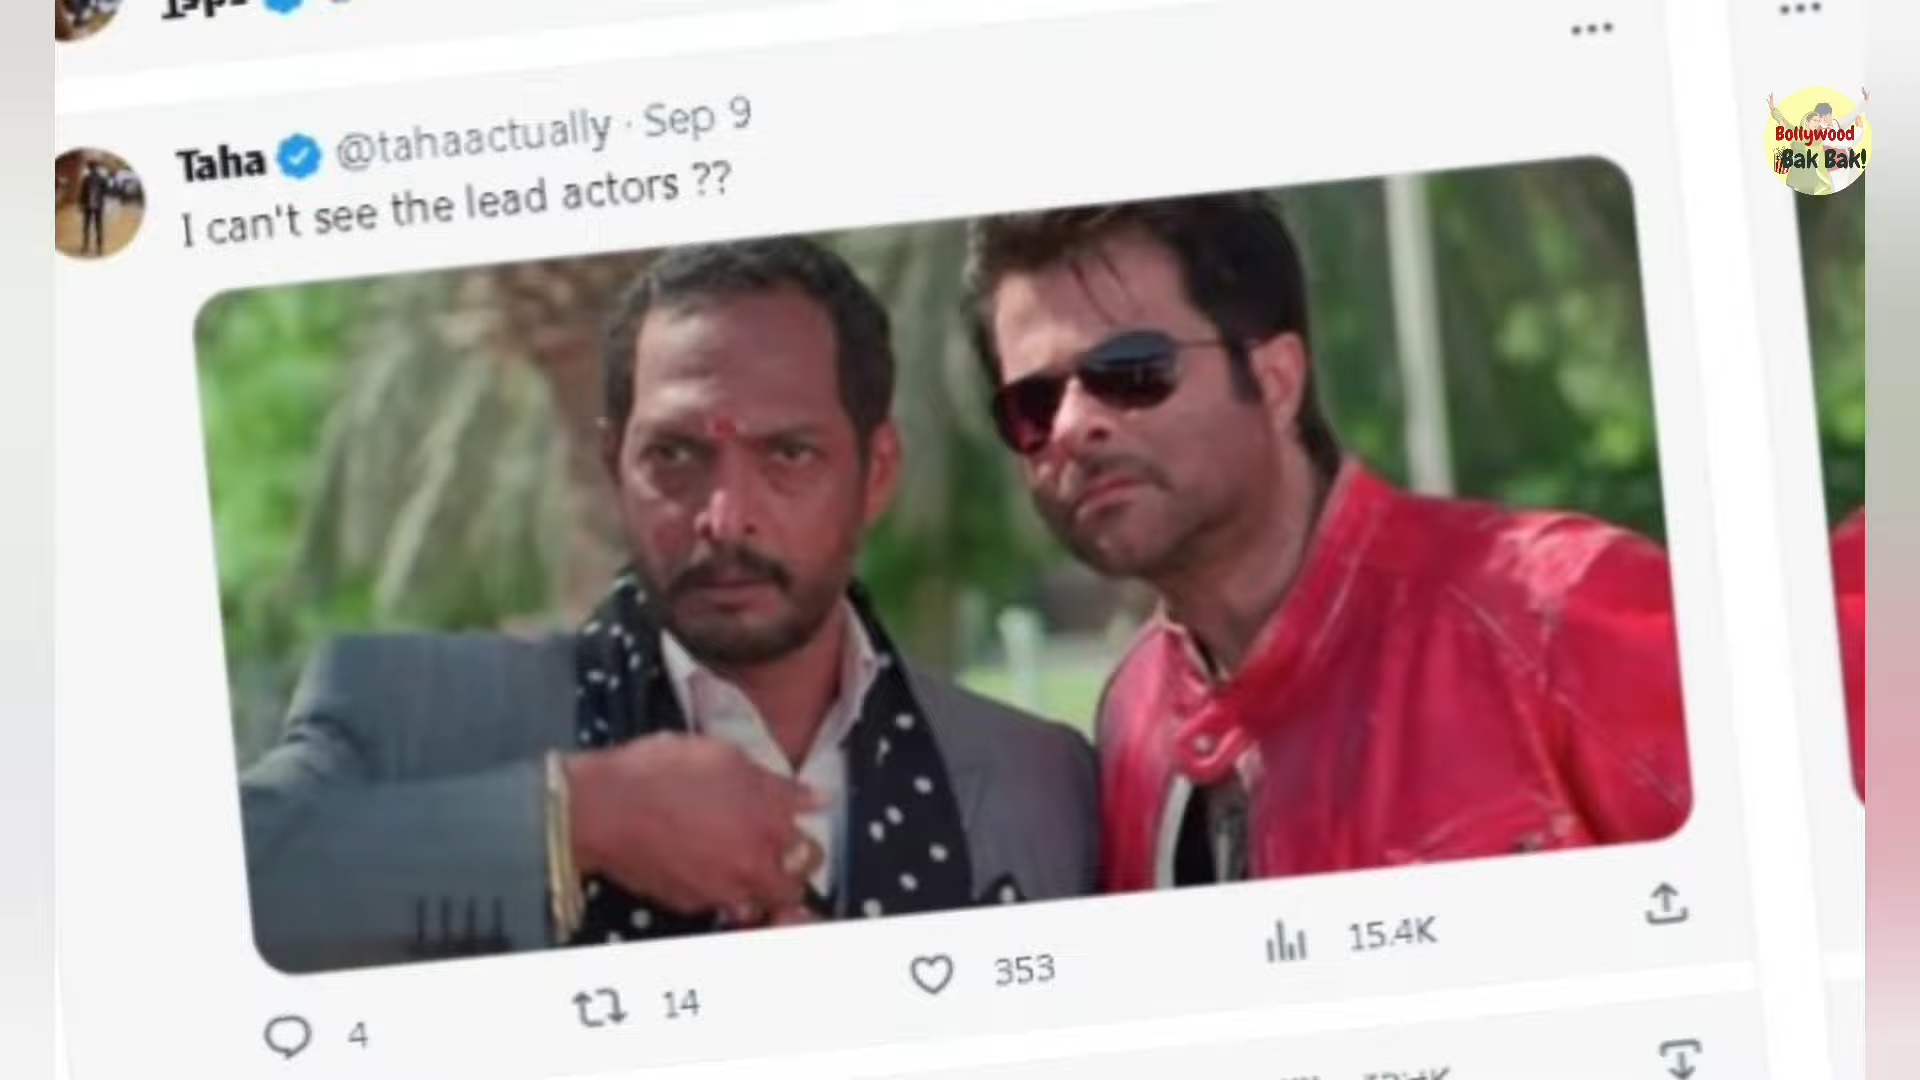 Taha @tahaactually · Sep 9
I can't see the lead actors ??
4 14 353 15.4K
Bollywood
Bak Bak!